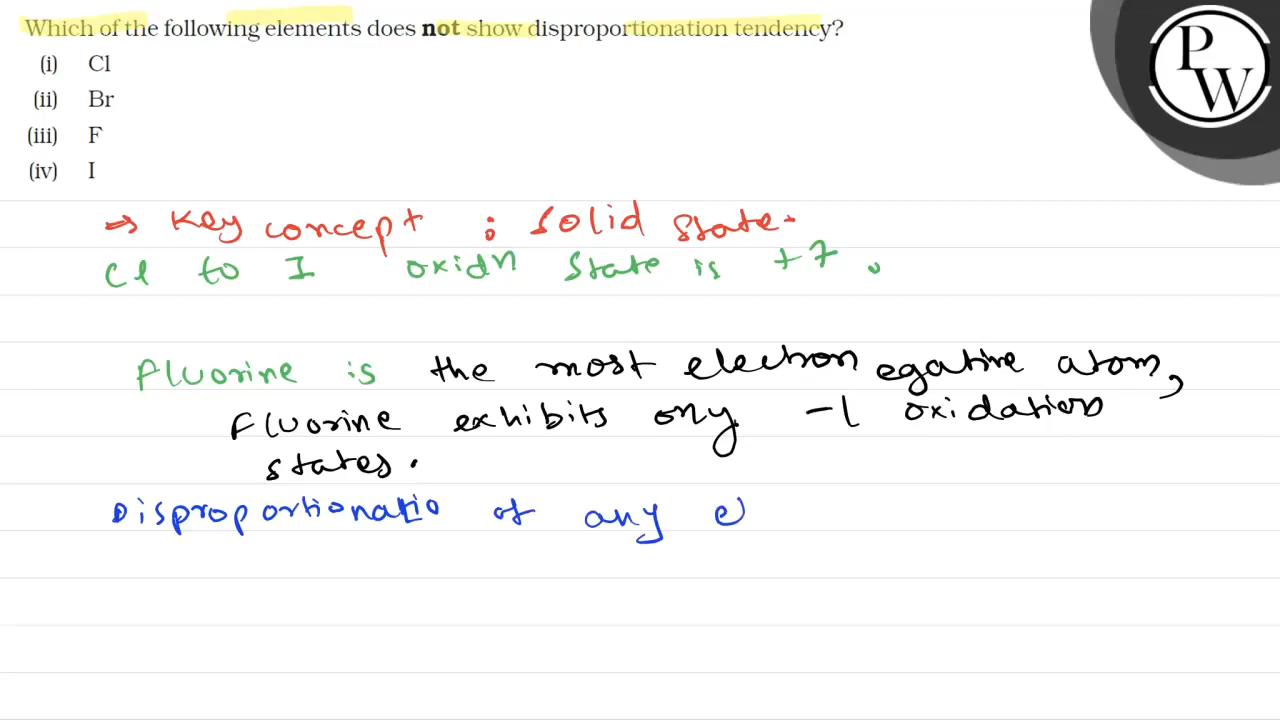 Which of the following elements does not show disproportionation tendency?
(i) Cl
(ii) Br
(iii) F
(iv) I
PW
⇒ Key concept : Solid state.
Cl to I oxidn state is +7.
Fluorine is the most electron egative atom,
Fluorine exhibits ony -1 oxidation
states.
Disproportionatio of any e